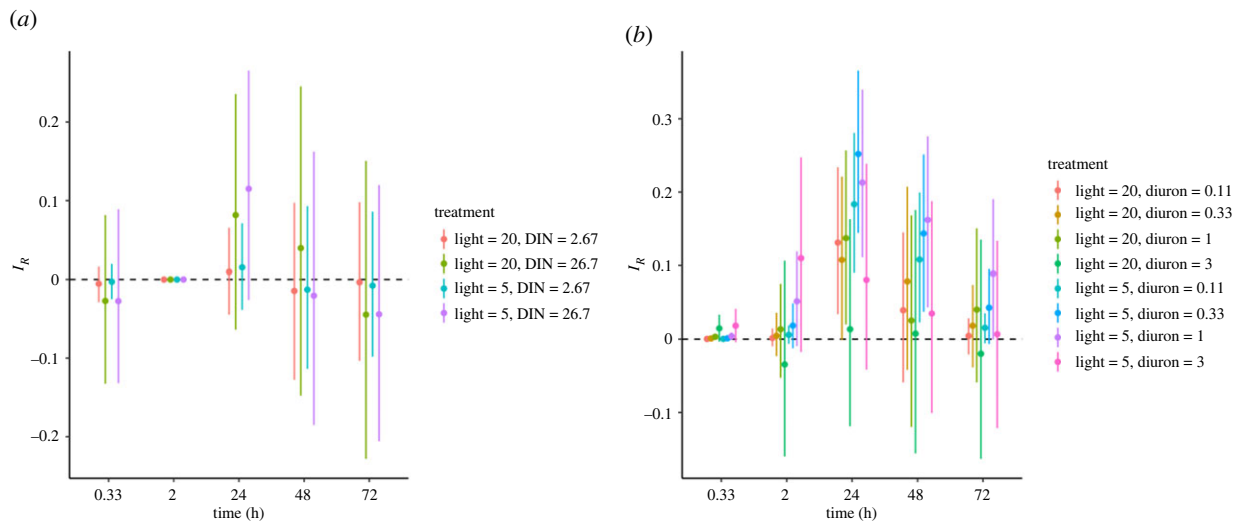 (a)
I_R
0.2
0.1
0
−0.1
−0.2
0.33 2 24 48 72
time (h)
treatment
light = 20, DIN = 2.67
light = 20, DIN = 26.7
light = 5, DIN = 2.67
light = 5, DIN = 26.7
(b)
I_R
0.3
0.2
0.1
0
−0.1
0.33 2 24 48 72
time (h)
treatment
light = 20, diuron = 0.11
light = 20, diuron = 0.33
light = 20, diuron = 1
light = 20, diuron = 3
light = 5, diuron = 0.11
light = 5, diuron = 0.33
light = 5, diuron = 1
light = 5, diuron = 3